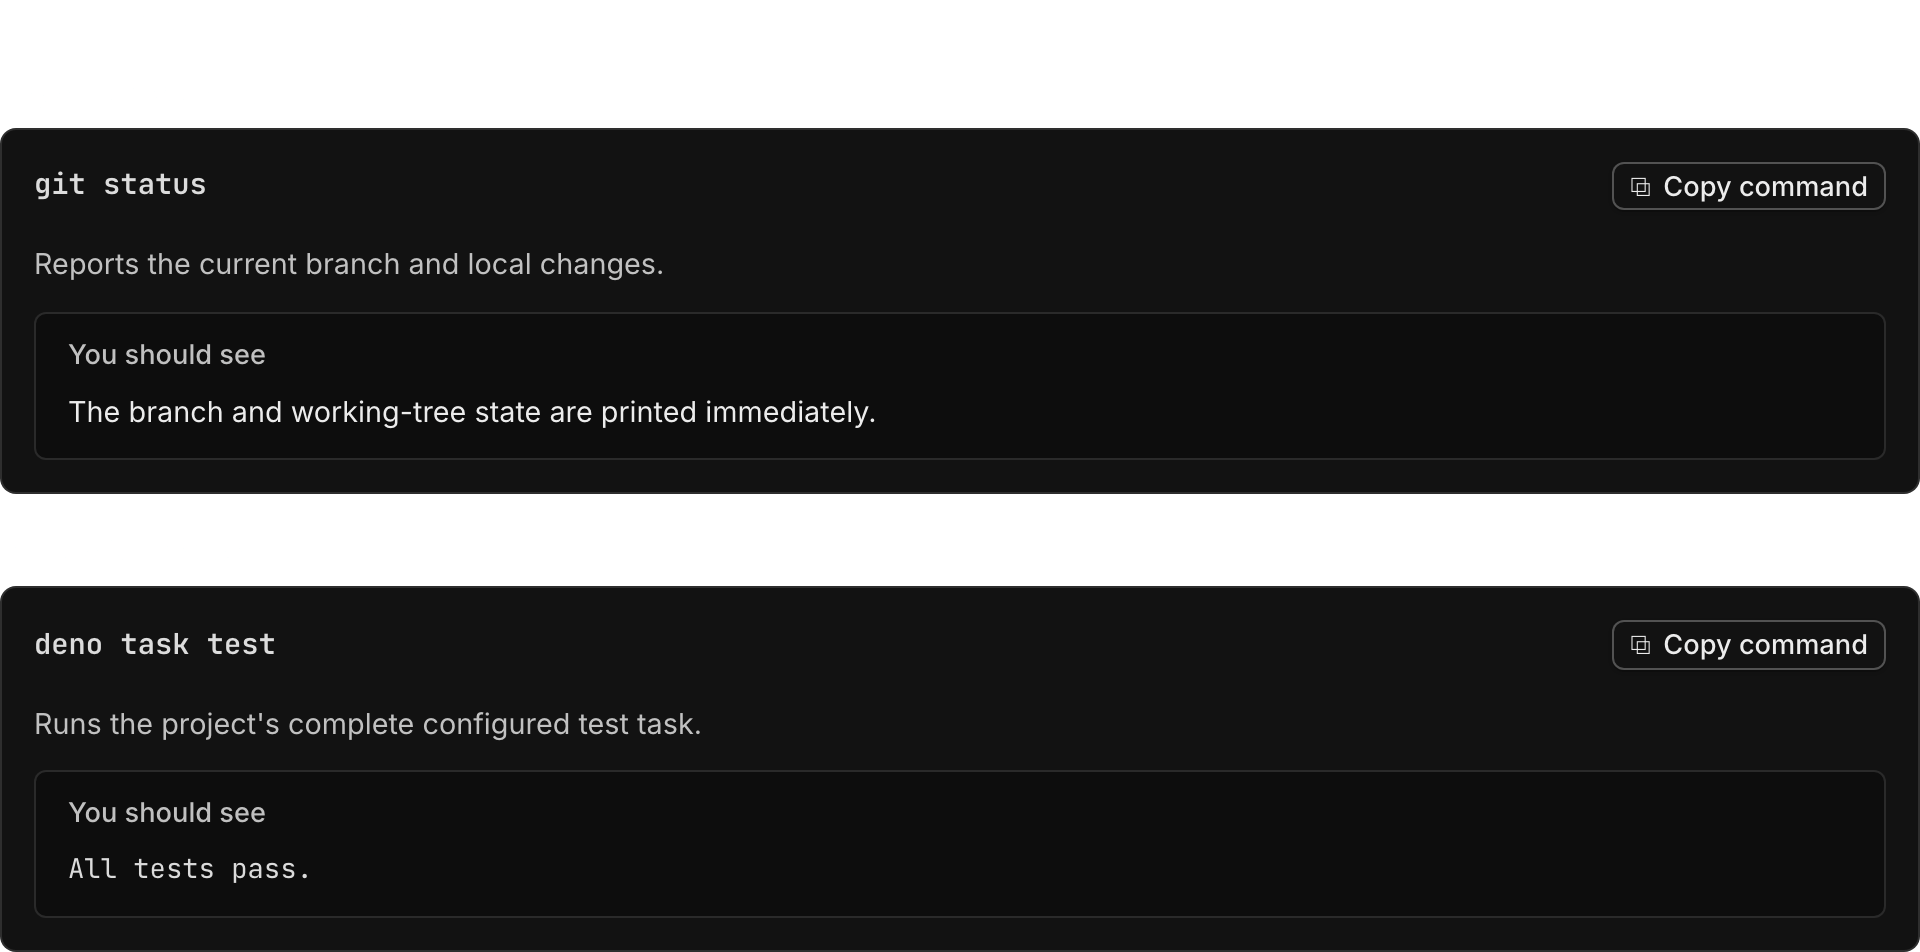 git status
Copy command
Reports the current branch and local changes.
You should see
The branch and working-tree state are printed immediately.
deno task test
Copy command
Runs the project's complete configured test task.
You should see
All tests pass.